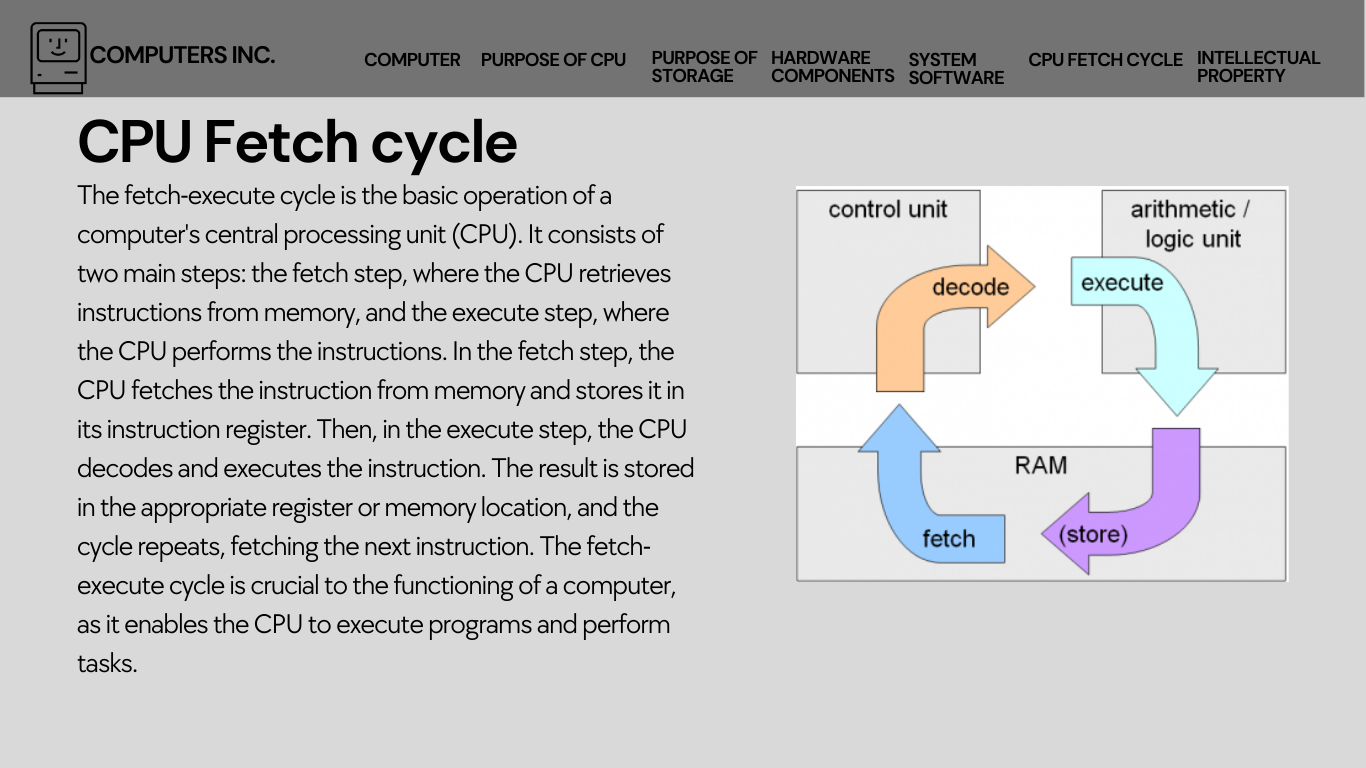 COMPUTERS INC.
COMPUTER
PURPOSE OF CPU
PURPOSE OF
STORAGE
HARDWARE
COMPONENTS
SYSTEM
SOFTWARE
CPU FETCH CYCLE
INTELLECTUAL
PROPERTY
CPU Fetch cycle
The fetch-execute cycle is the basic operation of a
computer's central processing unit (CPU). It consists of
two main steps: the fetch step, where the CPU retrieves
instructions from memory, and the execute step, where
the CPU performs the instructions. In the fetch step, the
CPU fetches the instruction from memory and stores it in
its instruction register. Then, in the execute step, the CPU
decodes and executes the instruction. The result is stored
in the appropriate register or memory location, and the
cycle repeats, fetching the next instruction. The fetch-
execute cycle is crucial to the functioning of a computer,
as it enables the CPU to execute programs and perform
tasks.
control unit
arithmetic /
logic unit
decode
execute
RAM
fetch
(store)